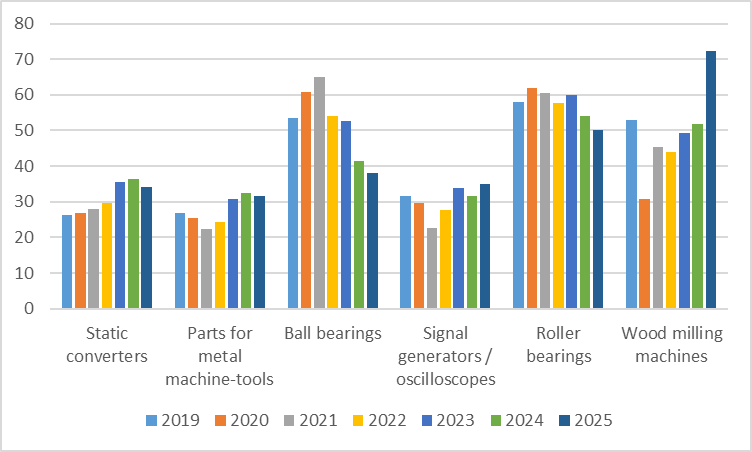 80
70
60
50
40
30
20
10
0
Static
converters
Parts for
metal
machine-tools
Ball bearings
Signal
generators /
oscilloscopes
Roller
bearings
Wood milling
machines
2019 2020 2021 2022 2023 2024 2025